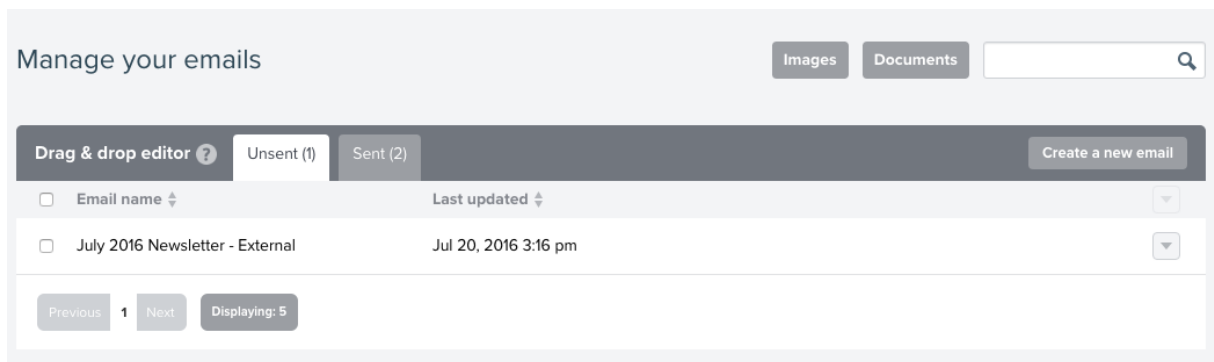 Manage your emails
Images
Documents
Drag & drop editor ?
Unsent (1)
Sent (2)
Create a new email
Email name
Last updated
July 2016 Newsletter - External
Jul 20, 2016 3:16 pm
Previous 1 Next
Displaying: 5